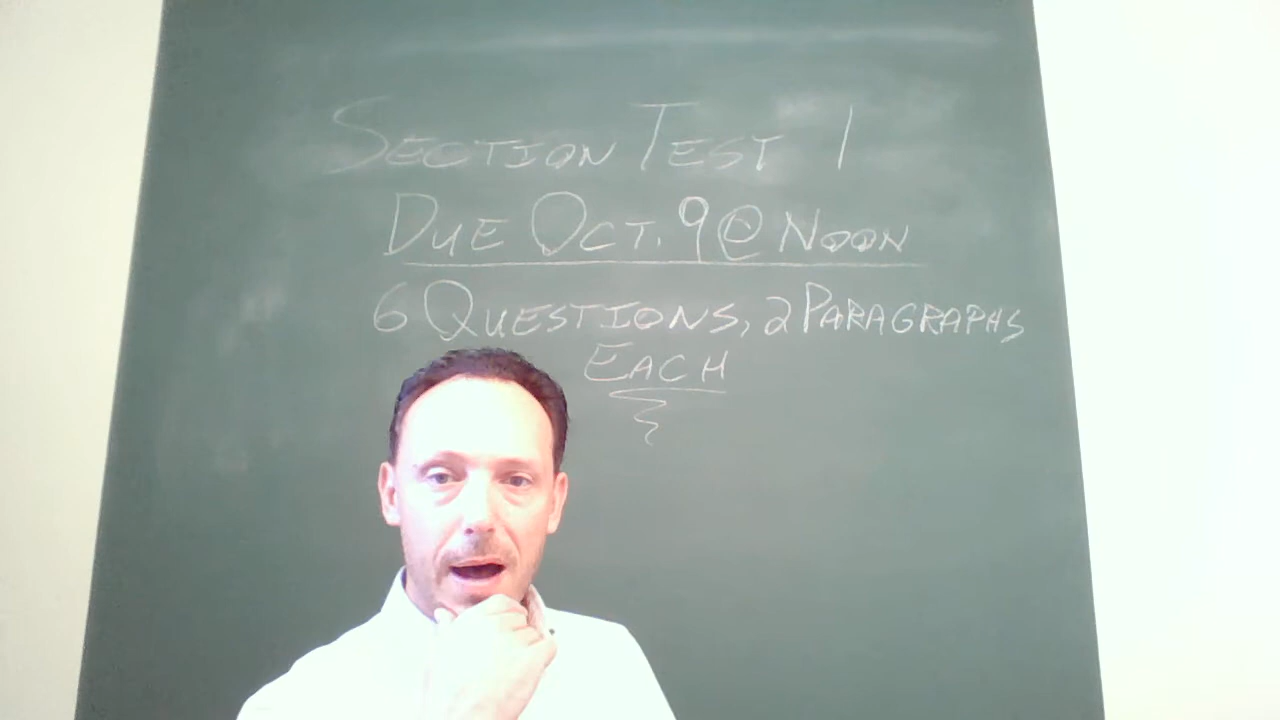 SECTION TEST 1
DUE OCT. 9 @ NOON
6 QUESTIONS, 2 PARAGRAPHS
EACH